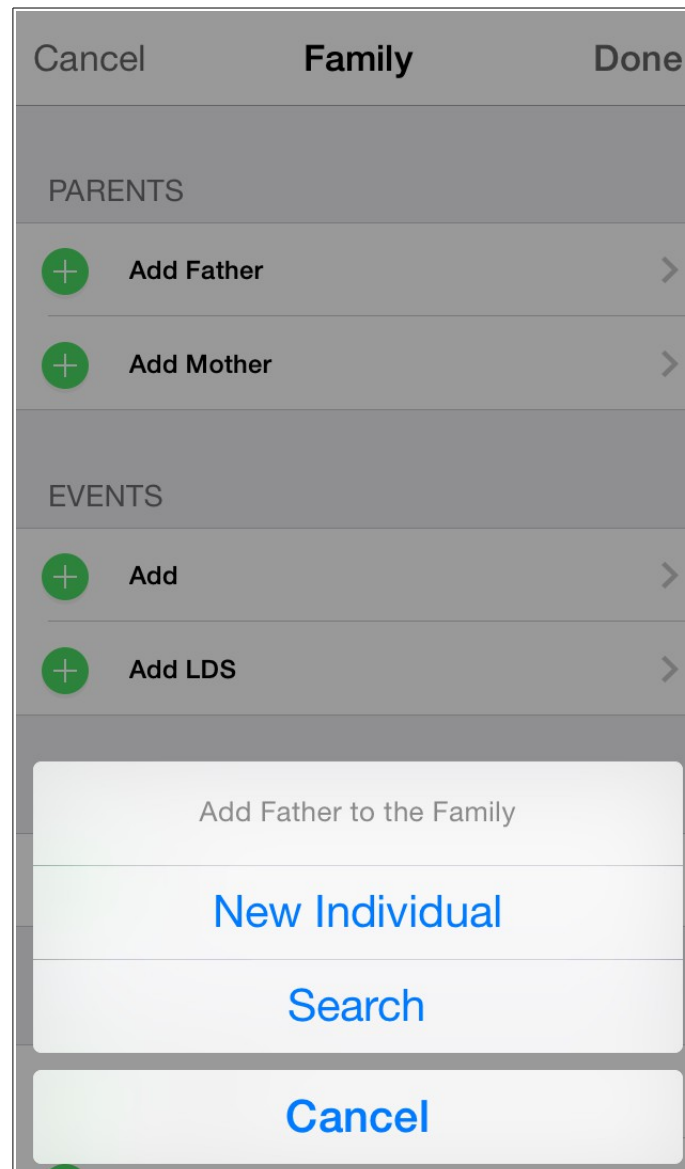 Cancel Family Done
PARENTS
Add Father
Add Mother
EVENTS
Add
Add LDS
Add Father to the Family
New Individual
Search
Cancel